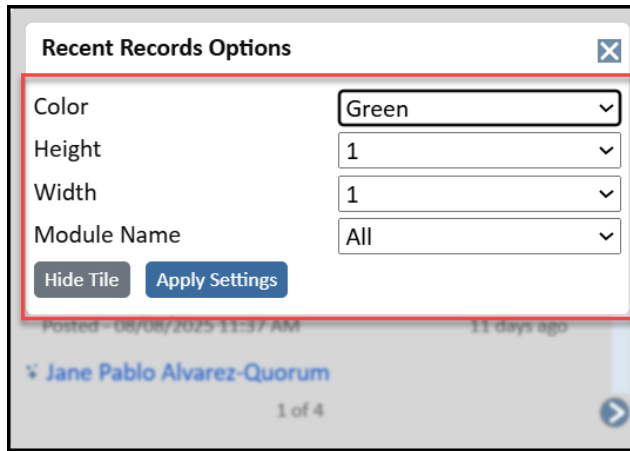 Recent Records Options
Color Green
Height 1
Width 1
Module Name All
Hide Tile Apply Settings
Posted - 08/08/2025 11:37 AM 11 days ago
Jane Pablo Alvarez-Quorum
1 of 4